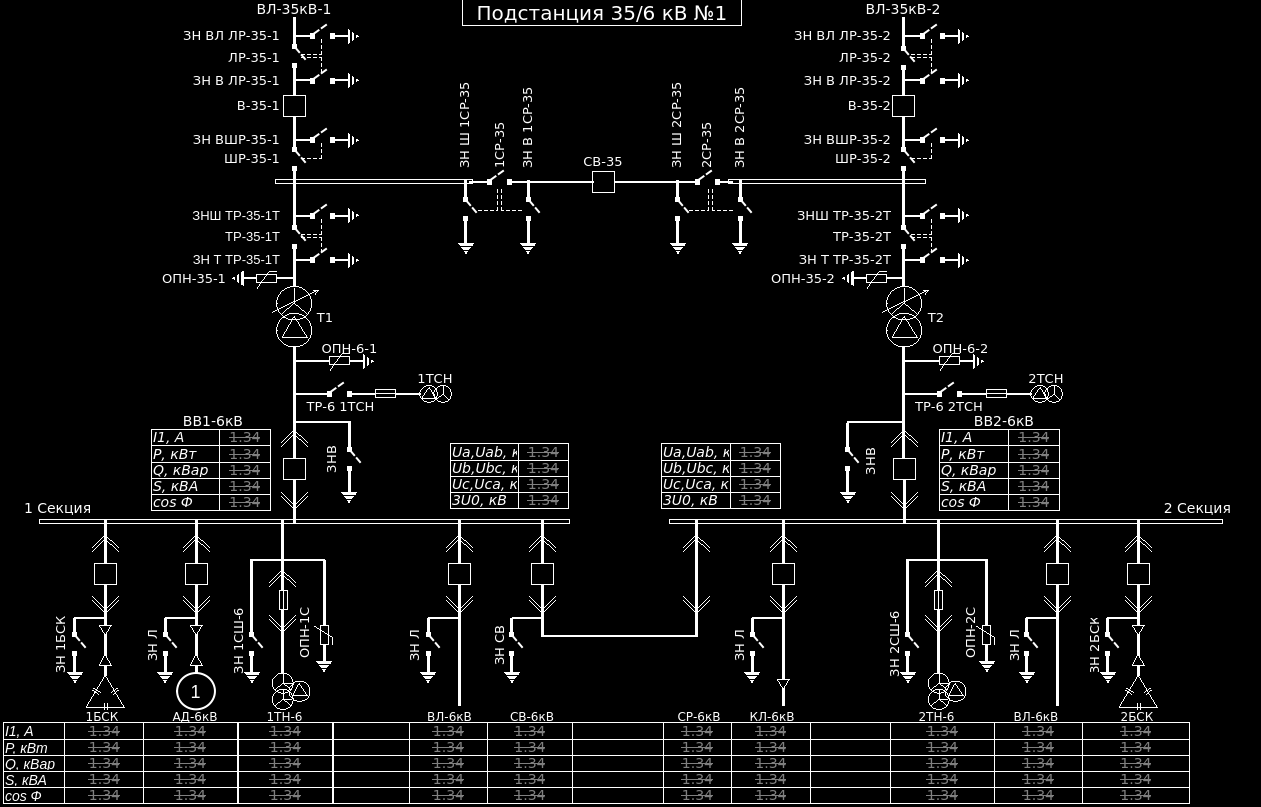 ВЛ-35кВ-1
Подстанция 35/6 кВ №1
ВЛ-35кВ-2
ЗН ВЛ ЛР-35-1
ЛР-35-1
ЗН В ЛР-35-1
В-35-1
ЗН ВШР-35-1
ШР-35-1
ЗН ВЛ ЛР-35-2
ЛР-35-2
ЗН В ЛР-35-2
В-35-2
ЗН ВШР-35-2
ШР-35-2
ЗН Ш 1СР-35
1СР-35
ЗН В 1СР-35
СВ-35
ЗН Ш 2СР-35
2СР-35
ЗН В 2СР-35
ЗНШ ТР-35-1Т
ТР-35-1Т
ЗН Т ТР-35-1Т
ОПН-35-1
Т1
ЗНШ ТР-35-2Т
ТР-35-2Т
ЗН Т ТР-35-2Т
ОПН-35-2
Т2
ОПН-6-1
1ТСН
ТР-6 1ТСН
ОПН-6-2
2ТСН
ТР-6 2ТСН
ВВ1-6кВ
I1, А 1.34
P, кВт 1.34
Q, кВар 1.34
S, кВА 1.34
cos Ф 1.34
ЗНВ
Ua,Uab, к 1.34
Ub,Ubc, к 1.34
Uc,Uca, к 1.34
3U0, кВ 1.34
Ua,Uab, к 1.34
Ub,Ubc, к 1.34
Uc,Uca, к 1.34
3U0, кВ 1.34
ЗНВ
ВВ2-6кВ
I1, А 1.34
P, кВт 1.34
Q, кВар 1.34
S, кВА 1.34
cos Ф 1.34
1 Секция
2 Секция
ЗН 1БСК
ЗН Л
ЗН 1СШ-6
ОПН-1С
ЗН Л
ЗН СВ
ЗН Л
ЗН 2СШ-6
ОПН-2С
ЗН Л
ЗН 2БСК
1
1БСК АД-6кВ 1ТН-6 ВЛ-6кВ СВ-6кВ СР-6кВ КЛ-6кВ 2ТН-6 ВЛ-6кВ 2БСК
I1, А 1.34 1.34 1.34 1.34 1.34 1.34 1.34 1.34 1.34 1.34
P, кВт 1.34 1.34 1.34 1.34 1.34 1.34 1.34 1.34 1.34 1.34
Q, кВар 1.34 1.34 1.34 1.34 1.34 1.34 1.34 1.34 1.34 1.34
S, кВА 1.34 1.34 1.34 1.34 1.34 1.34 1.34 1.34 1.34 1.34
cos Ф 1.34 1.34 1.34 1.34 1.34 1.34 1.34 1.34 1.34 1.34